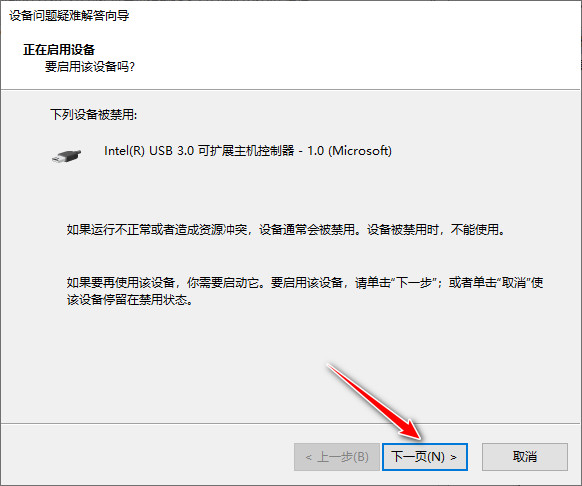 设备问题疑难解答向导
正在启用设备
要启用该设备吗?
下列设备被禁用:
Intel(R) USB 3.0 可扩展主机控制器 - 1.0 (Microsoft)
如果运行不正常或者造成资源冲突，设备通常会被禁用。设备被禁用时，不能使用。
如果要再使用该设备，你需要启动它。要启用该设备，请单击“下一步”；或者单击“取消”使
该设备停留在禁用状态。
< 上一步(B) 下一页(N) > 取消